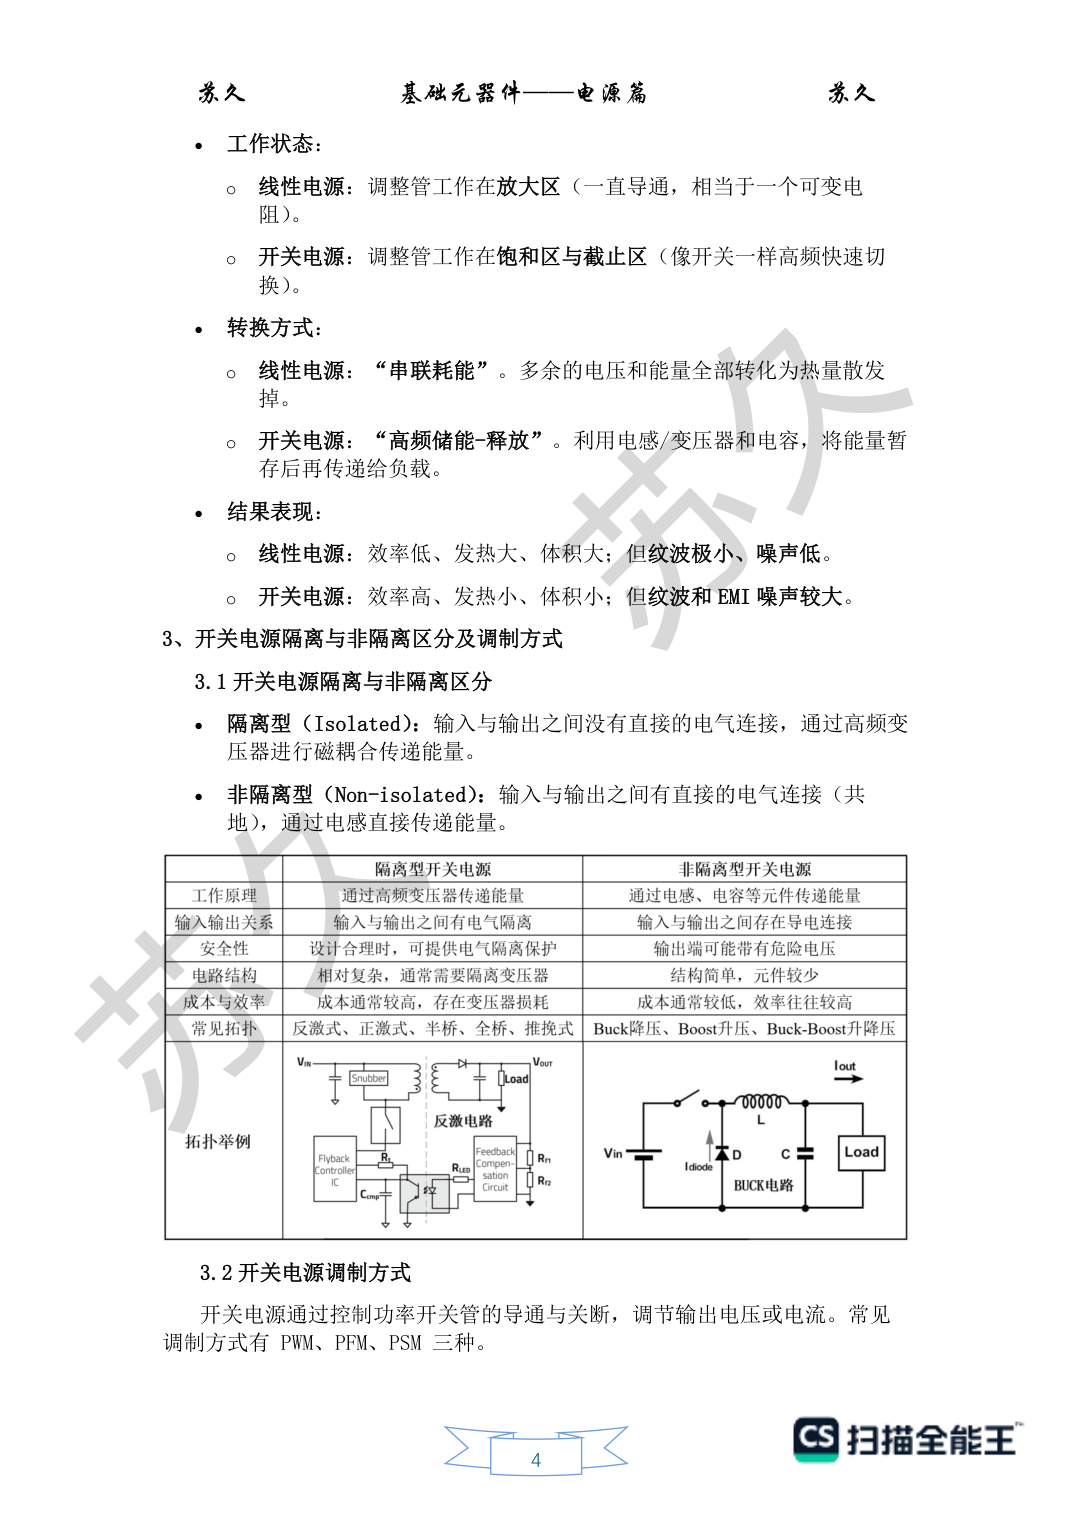 苏久 基础元器件——电源篇 苏久
• 工作状态：
o 线性电源：调整管工作在放大区（一直导通，相当于一个可变电
阻）。
o 开关电源：调整管工作在饱和区与截止区（像开关一样高频快速切
换）。
• 转换方式：
o 线性电源：“串联耗能”。多余的电压和能量全部转化为热量散发
掉。
o 开关电源：“高频储能-释放”。利用电感/变压器和电容，将能量暂
存后再传递给负载。
• 结果表现：
o 线性电源：效率低、发热大、体积大；但纹波极小、噪声低。
o 开关电源：效率高、发热小、体积小；但纹波和 EMI 噪声较大。
3、开关电源隔离与非隔离区分及调制方式
3.1 开关电源隔离与非隔离区分
• 隔离型（Isolated）：输入与输出之间没有直接的电气连接，通过高频变
压器进行磁耦合传递能量。
• 非隔离型（Non-isolated）：输入与输出之间有直接的电气连接（共
地），通过电感直接传递能量。
隔离型开关电源 非隔离型开关电源
工作原理 通过高频变压器传递能量 通过电感、电容等元件传递能量
输入输出关系 输入与输出之间有电气隔离 输入与输出之间存在导电连接
安全性 设计合理时，可提供电气隔离保护 输出端可能带有危险电压
电路结构 相对复杂，通常需要隔离变压器 结构简单，元件较少
成本与效率 成本通常较高，存在变压器损耗 成本通常较低，效率往往较高
常见拓扑 反激式、正激式、半桥、全桥、推挽式 Buck降压、Boost升压、Buck-Boost升降压
拓扑举例
VIN
Snubber
VOUT
Load
反激电路
Flyback
Controller
IC
Rt
Ccmp
RLED
Feedback
Compen-
sation
Circuit
Rf1
Rf2
Iout
L
Vin
Idiode
D
C
Load
BUCK电路
3.2 开关电源调制方式
开关电源通过控制功率开关管的导通与关断，调节输出电压或电流。常见
调制方式有 PWM、PFM、PSM 三种。
4
CS 扫描全能王™
苏久
苏久